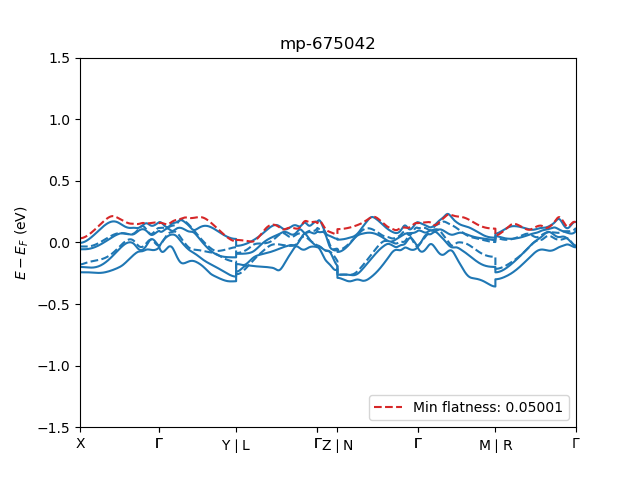 mp-675042
E − E_F (eV)
1.5
1.0
0.5
0.0
−0.5
−1.0
−1.5
Min flatness: 0.05001
X Γ Y | L Γ Z | N Γ M | R Γ